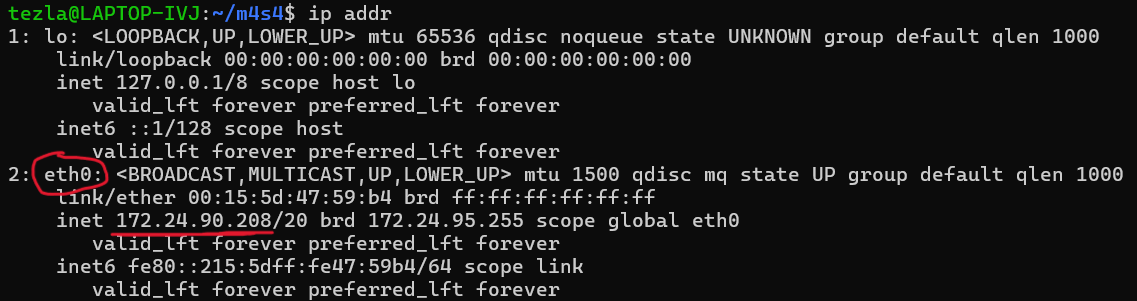 tezla@LAPTOP-IVJ:~/m4s4$ ip addr
1: lo: <LOOPBACK,UP,LOWER_UP> mtu 65536 qdisc noqueue state UNKNOWN group default qlen 1000
    link/loopback 00:00:00:00:00:00 brd 00:00:00:00:00:00
    inet 127.0.0.1/8 scope host lo
       valid_lft forever preferred_lft forever
    inet6 ::1/128 scope host
       valid_lft forever preferred_lft forever
2: eth0: <BROADCAST,MULTICAST,UP,LOWER_UP> mtu 1500 qdisc mq state UP group default qlen 1000
    link/ether 00:15:5d:47:59:b4 brd ff:ff:ff:ff:ff:ff
    inet 172.24.90.208/20 brd 172.24.95.255 scope global eth0
       valid_lft forever preferred_lft forever
    inet6 fe80::215:5dff:fe47:59b4/64 scope link
       valid_lft forever preferred_lft forever